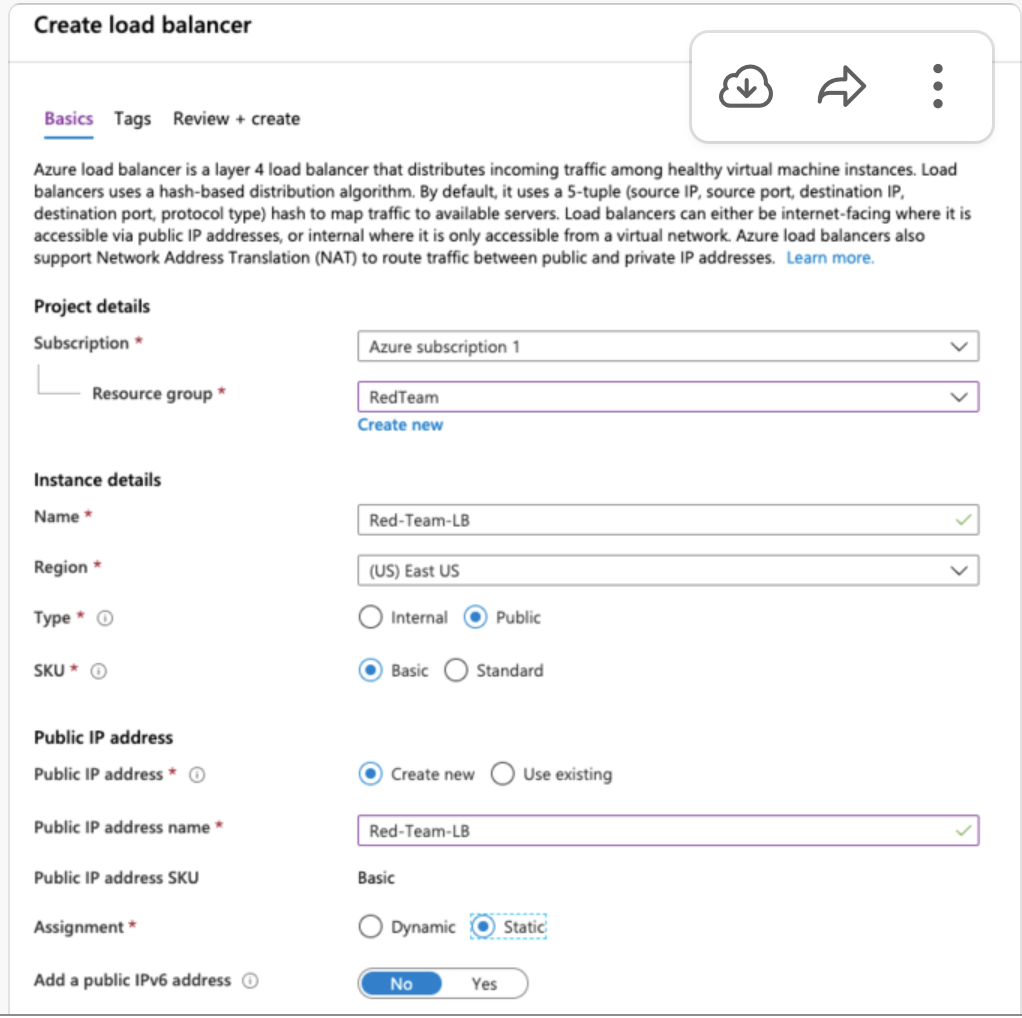 Create load balancer
Basics Tags Review + create
Azure load balancer is a layer 4 load balancer that distributes incoming traffic among healthy virtual machine instances. Load
balancers uses a hash-based distribution algorithm. By default, it uses a 5-tuple (source IP, source port, destination IP,
destination port, protocol type) hash to map traffic to available servers. Load balancers can either be internet-facing where it is
accessible via public IP addresses, or internal where it is only accessible from a virtual network. Azure load balancers also
support Network Address Translation (NAT) to route traffic between public and private IP addresses. Learn more.
Project details
Subscription * Azure subscription 1
Resource group * RedTeam
Create new
Instance details
Name * Red-Team-LB
Region * (US) East US
Type * Internal Public
SKU * Basic Standard
Public IP address
Public IP address * Create new Use existing
Public IP address name * Red-Team-LB
Public IP address SKU Basic
Assignment * Dynamic Static
Add a public IPv6 address No Yes